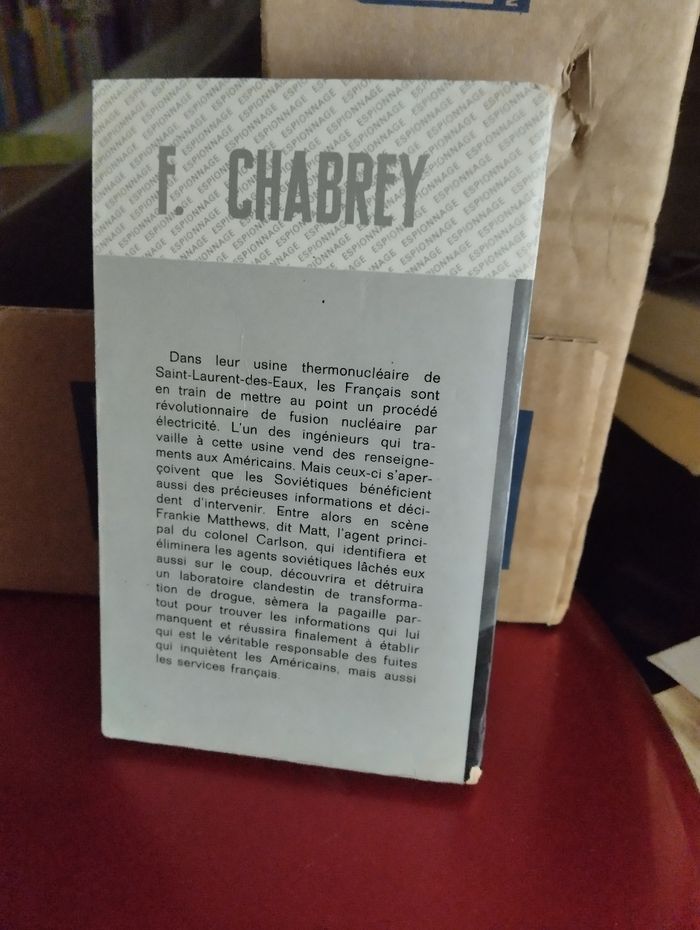 F. CHABREY
Dans leur usine thermonucléaire de
Saint-Laurent-des-Eaux, les Français sont
en train de mettre au point un procédé
révolutionnaire de fusion nucléaire par
électricité. L'un des ingénieurs qui tra-
vaille à cette usine vend des renseigne-
ments aux Américains. Mais ceux-ci s'aper-
çoivent que les Soviétiques bénéficient
aussi des précieuses informations et déci-
dent d'intervenir. Entre alors en scène
Frankie Matthews, dit Matt, l'agent princi-
pal du colonel Carlson, qui identifiera et
éliminera les agents soviétiques lâchés eux
aussi sur le coup, découvrira et détruira
un laboratoire clandestin de transforma-
tion de drogue, sèmera la pagaille par-
tout pour trouver les informations qui lui
manquent et réussira finalement à établir
qui est le véritable responsable des fuites
qui inquiètent les Américains, mais aussi
les services français.